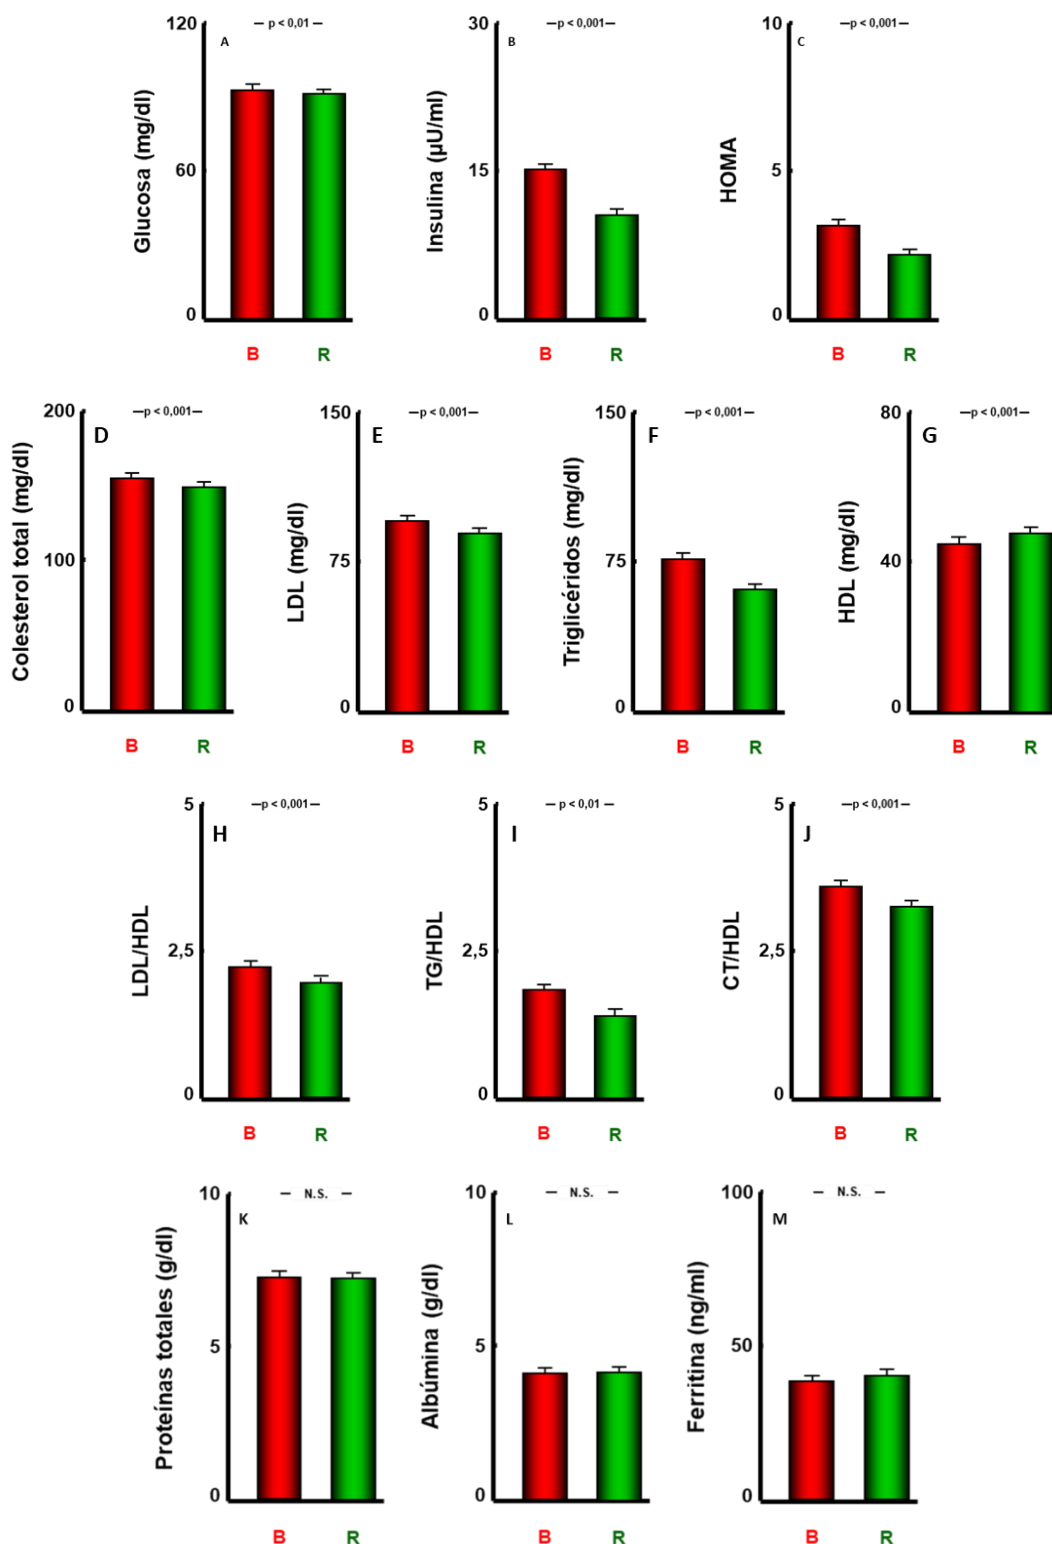 120
— p < 0,01 —
A
Glucosa (mg/dl)
60
0
B
R
30
— p < 0,001 —
B
Insulina (µU/ml)
15
0
B
R
10
— p < 0,001 —
C
HOMA
5
0
B
R
200
— p < 0,001 —
D
Colesterol total (mg/dl)
100
0
B
R
150
— p < 0,001 —
E
LDL (mg/dl)
75
0
B
R
150
— p < 0,001 —
F
Triglicéridos (mg/dl)
75
0
B
R
80
— p < 0,001 —
G
HDL (mg/dl)
40
0
B
R
5
— p < 0,001 —
H
LDL/HDL
2,5
0
B
R
5
— p < 0,01 —
I
TG/HDL
2,5
0
B
R
5
— p < 0,001 —
J
CT/HDL
2,5
0
B
R
10
— N.S. —
K
Proteínas totales (g/dl)
5
0
B
R
10
— N.S. —
L
Albúmina (g/dl)
5
0
B
R
100
— N.S. —
M
Ferritina (ng/ml)
50
0
B
R